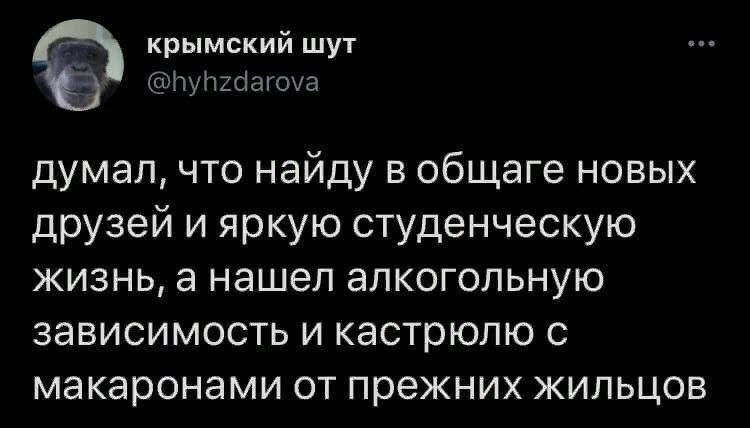 крымский шут
@hyhzdarova
думал, что найду в общаге новых
друзей и яркую студенческую
жизнь, а нашел алкогольную
зависимость и кастрюлю с
макаронами от прежних жильцов